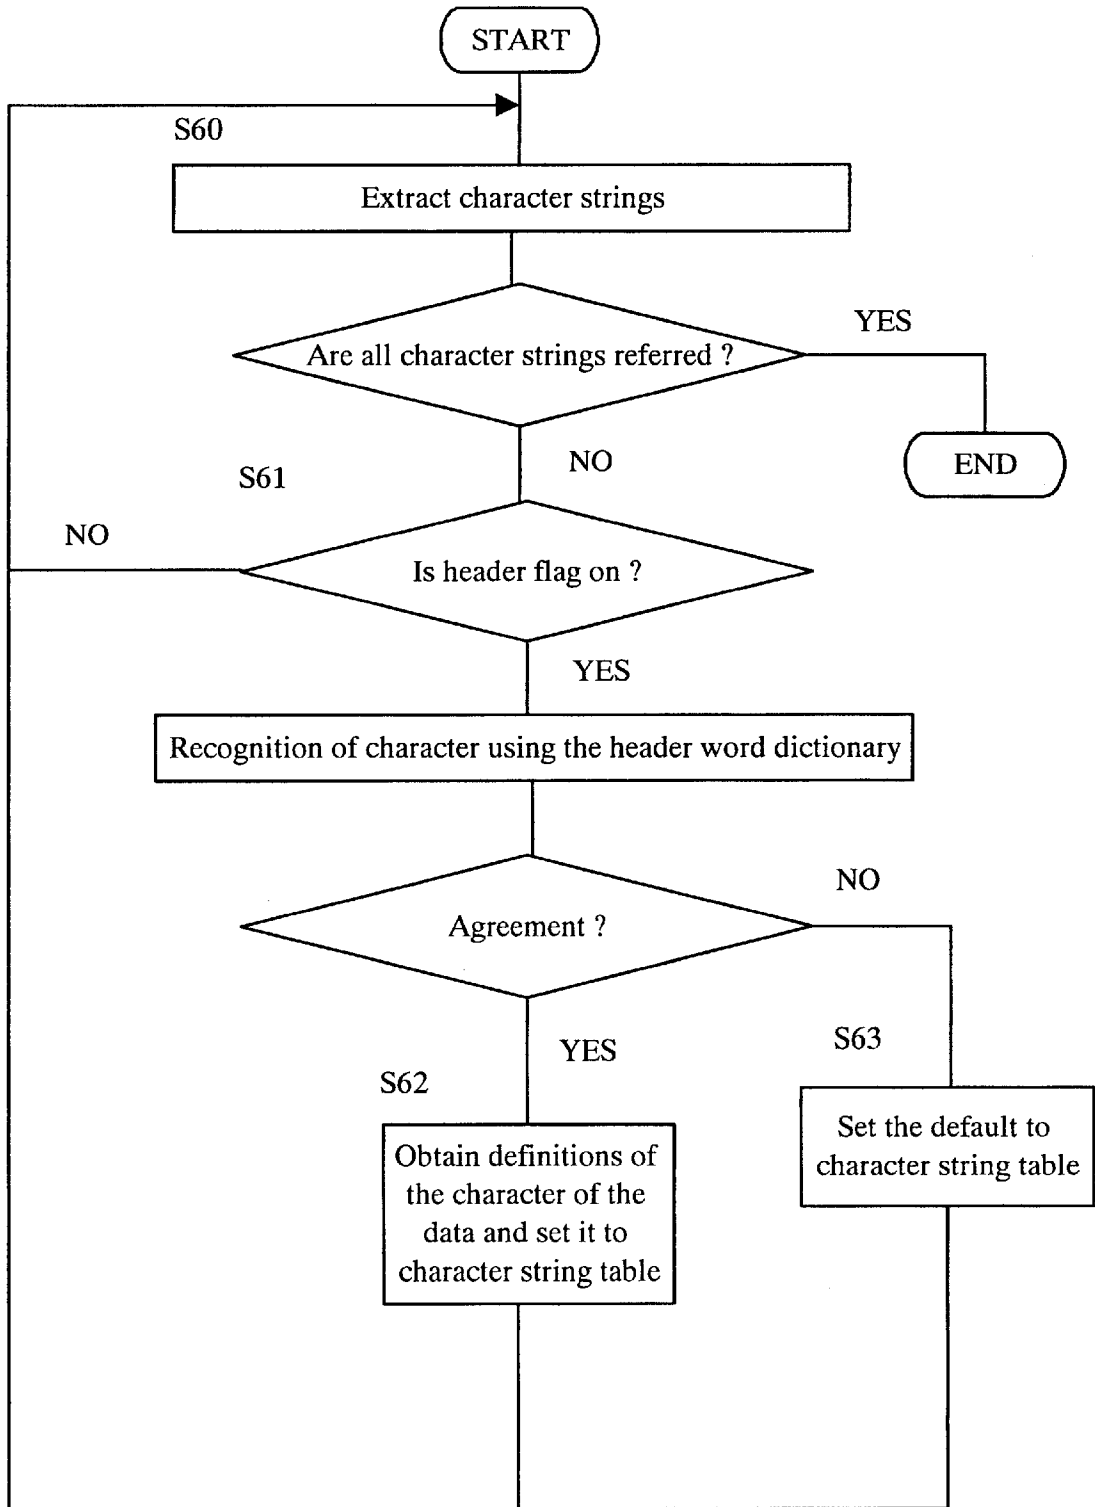 START
S60
Extract character strings
YES
Are all character strings referred ?
NO
END
S61
NO
Is header flag on ?
YES
Recognition of character using the header word dictionary
NO
Agreement ?
YES
S63
S62
Set the default to
character string table
Obtain definitions of
the character of the
data and set it to
character string table